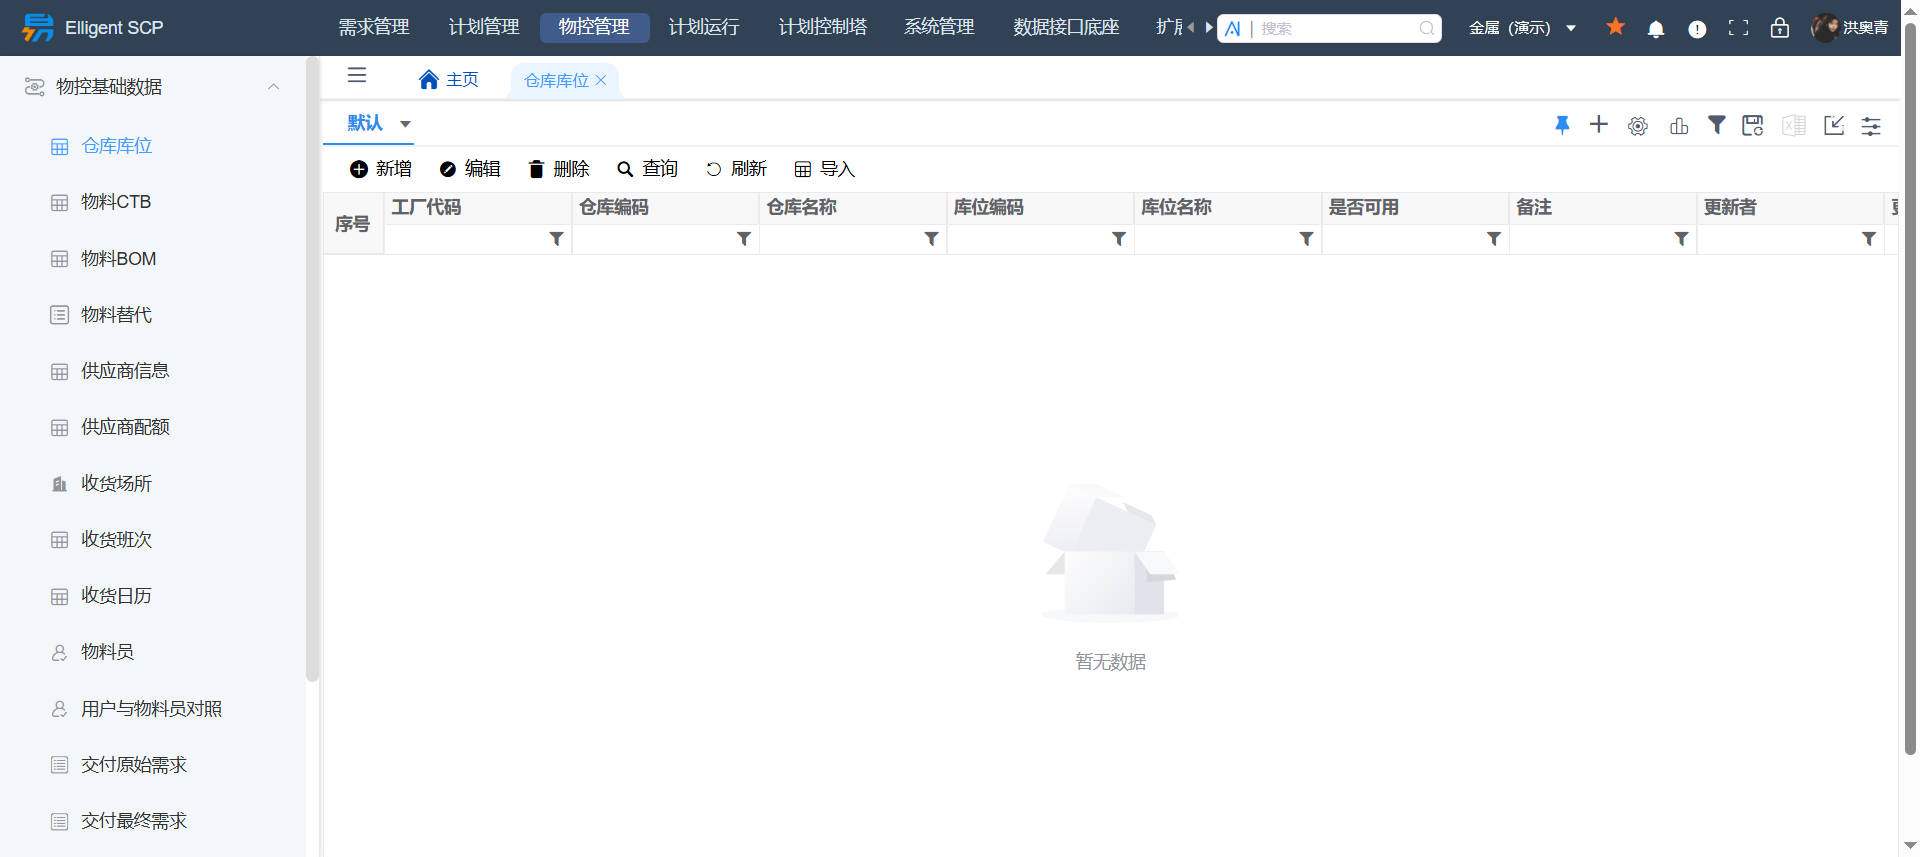 Elligent SCP
需求管理
计划管理
物控管理
计划运行
计划控制塔
系统管理
数据接口底座
搜索
金属（演示）
洪奥青
物控基础数据
仓库库位
物料CTB
物料BOM
物料替代
供应商信息
供应商配额
收货场所
收货班次
收货日历
物料员
用户与物料员对照
交付原始需求
交付最终需求
主页
仓库库位
默认
新增
编辑
删除
查询
刷新
导入
序号
工厂代码
仓库编码
仓库名称
库位编码
库位名称
是否可用
备注
更新者
暂无数据